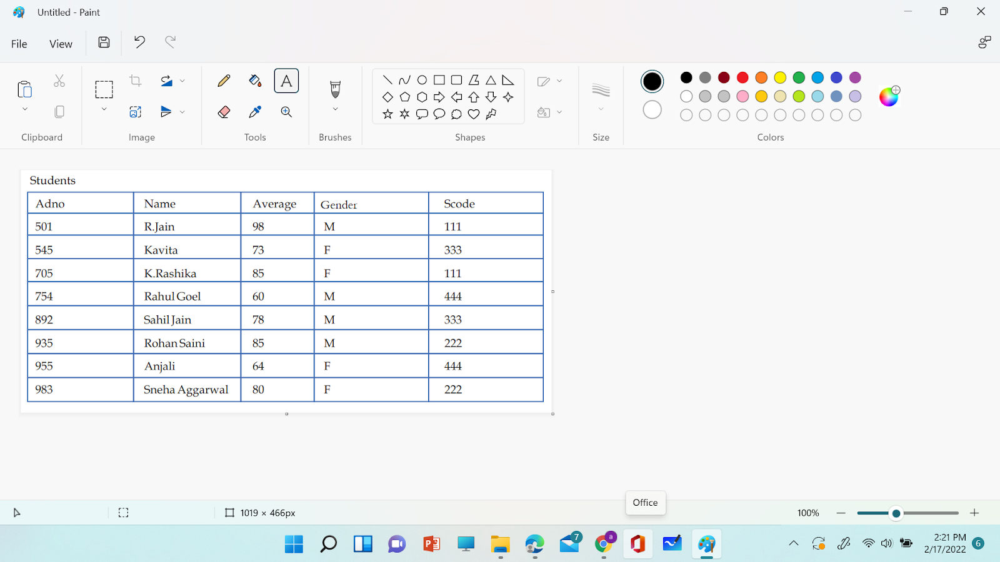 Untitled - Paint
File View
Clipboard Image Tools Brushes Shapes Size Colors
A
Students
Adno Name Average Gender Scode
501 R.Jain 98 M 111
545 Kavita 73 F 333
705 K.Rashika 85 F 111
754 Rahul Goel 60 M 444
892 Sahil Jain 78 M 333
935 Rohan Saini 85 M 222
955 Anjali 64 F 444
983 Sneha Aggarwal 80 F 222
Office
1019 × 466px 100%
7 a 2:21 PM
2/17/2022 6